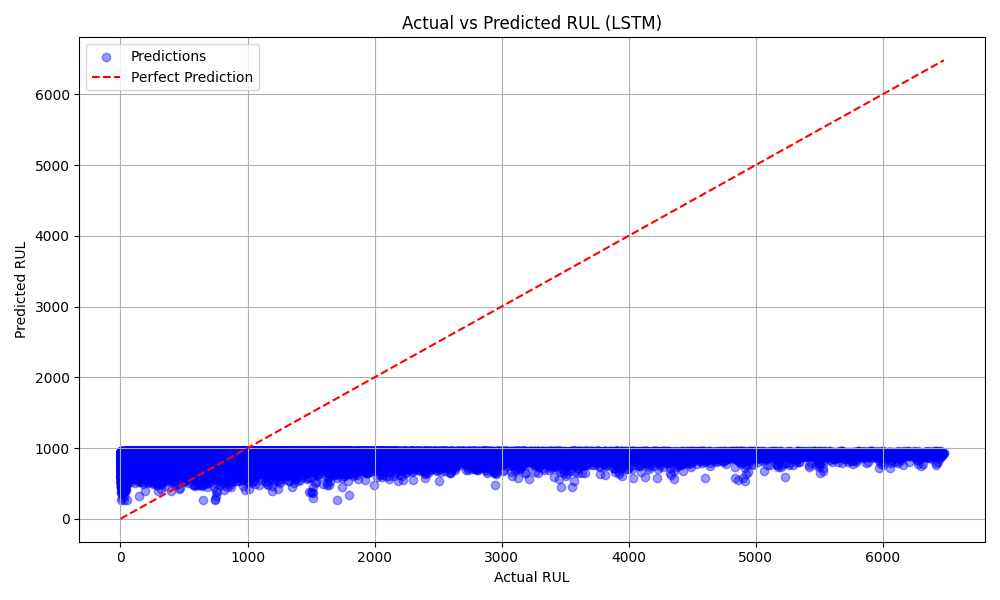 Actual vs Predicted RUL (LSTM)
Predictions
Perfect Prediction
Predicted RUL
6000
5000
4000
3000
2000
1000
0
0 1000 2000 3000 4000 5000 6000
Actual RUL